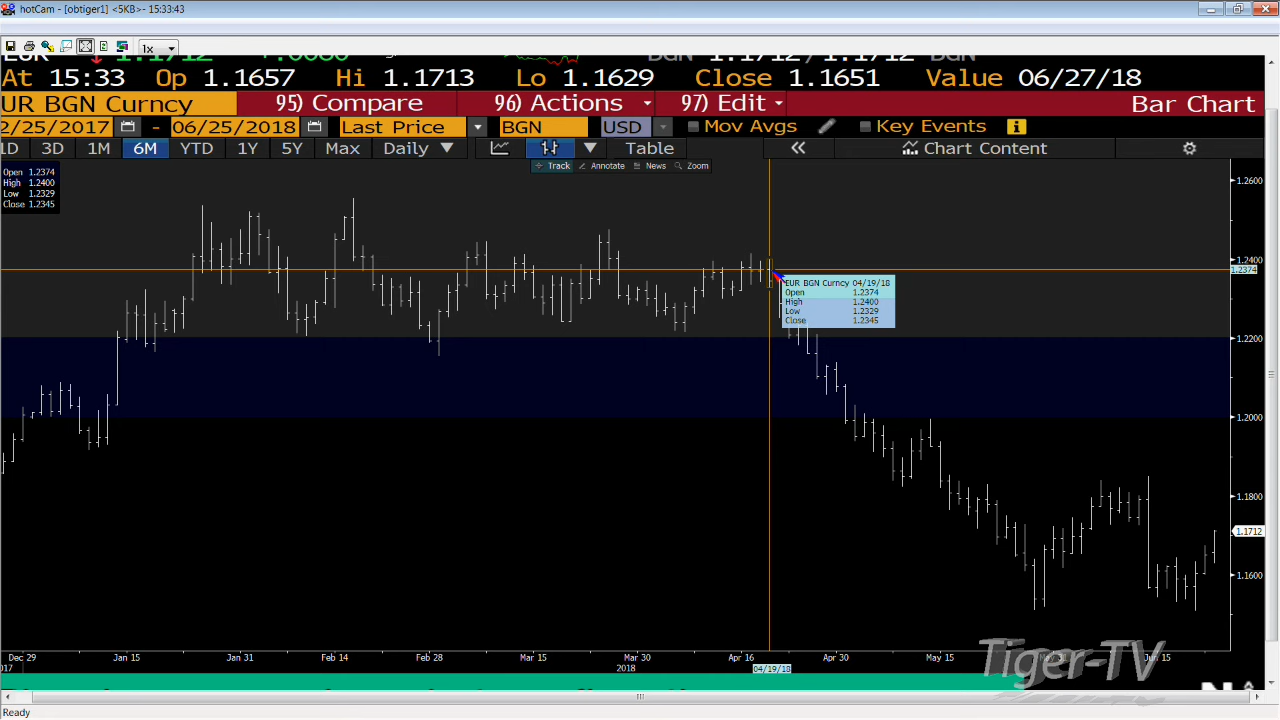 hotCam - [obtiger1] <5KB> - 15:33:43
1x
At 15:33 Op 1.1657 Hi 1.1713 Lo 1.1629 Close 1.1651 Value 06/27/18
UR BGN Curncy 95) Compare 96) Actions 97) Edit Bar Chart
2/25/2017 - 06/25/2018 Last Price BGN USD Mov Avgs Key Events
3D 1M 6M YTD 1Y 5Y Max Daily Table Chart Content
Track Annotate News Zoom
Open 1.2374
High 1.2400
Low 1.2329
Close 1.2345
1.2600
1.2400
1.2374
EUR BGN Curncy 04/19/18
Open 1.2374
High 1.2400
Low 1.2329
Close 1.2345
1.2200
1.2000
1.1800
1.1712
1.1600
Dec 29 Jan 15 Jan 31 Feb 14 Feb 28 Mar 15 Mar 30 Apr 16 Apr 30 May 15 May 31 Jun 15
2018 04/19/18
Tiger-TV
Ready